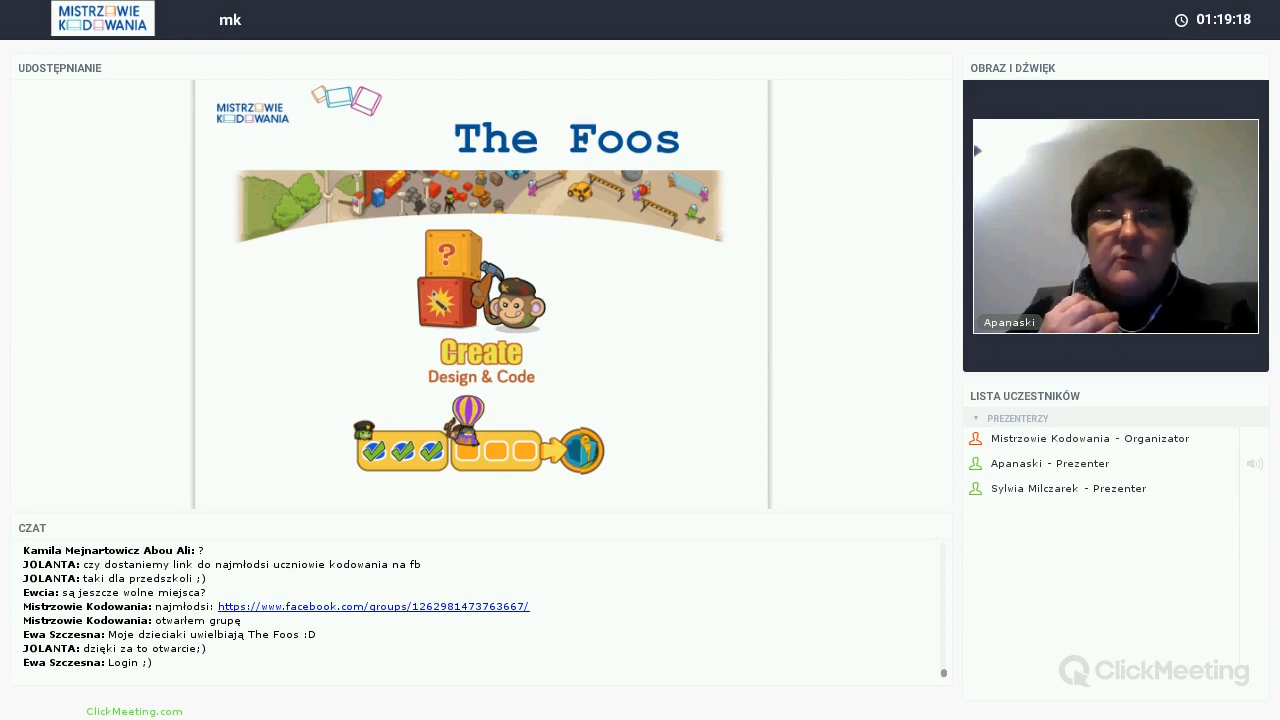 MISTRZOWIE
KODOWANIA
mk
01:19:18
UDOSTĘPNIANIE
MISTRZOWIE
KODOWANIA
The Foos
?
Create
Design & Code
CZAT
Kamila Mejnartowicz Abou Ali: ?
JOLANTA: czy dostaniemy link do najmłodsi uczniowie kodowania na fb
JOLANTA: taki dla przedszkoli ;)
Ewcia: są jeszcze wolne miejsca?
Mistrzowie Kodowania: najmłodsi: https://www.facebook.com/groups/1262981473763667/
Mistrzowie Kodowania: otwarłem grupę
Ewa Szczesna: Moje dzieciaki uwielbiają The Foos :D
JOLANTA: dzięki za to otwarcie;)
Ewa Szczesna: Login ;)
ClickMeeting.com
OBRAZ I DŹWIĘK
Apanaski
LISTA UCZESTNIKÓW
PREZENTERZY
Mistrzowie Kodowania - Organizator
Apanaski - Prezenter
Sylwia Milczarek - Prezenter
ClickMeeting